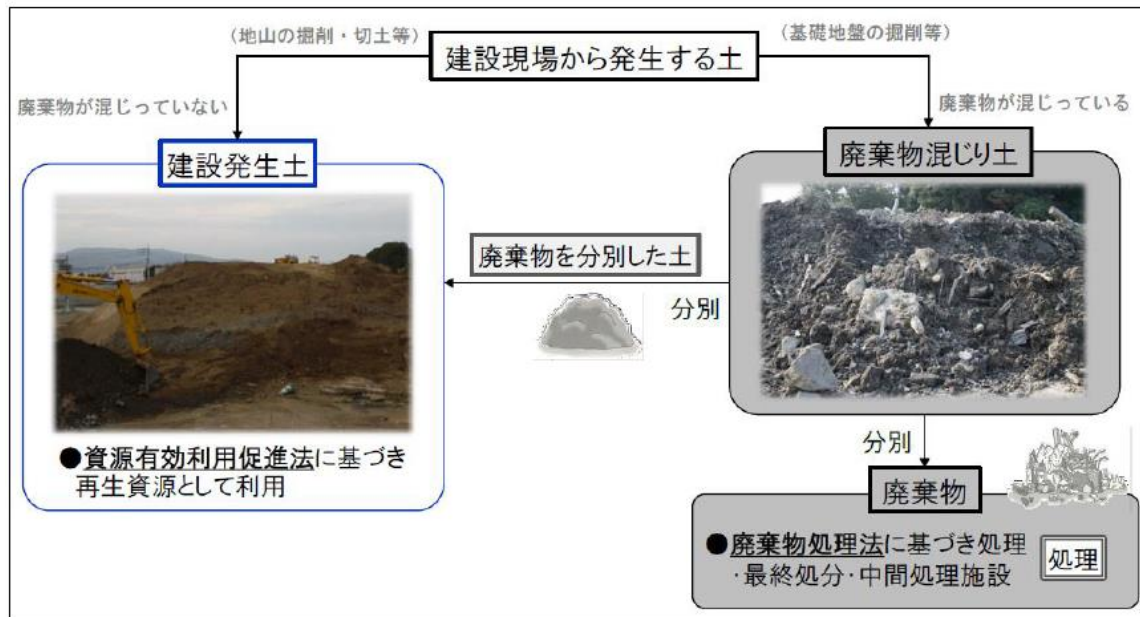 (地山の掘削・切土等)
(基礎地盤の掘削等)
建設現場から発生する土
廃棄物が混じっていない
廃棄物が混じっている
建設発生土
廃棄物混じり土
廃棄物を分別した土
分別
●資源有効利用促進法に基づき
再生資源として利用
分別
廃棄物
●廃棄物処理法に基づき処理
・最終処分・中間処理施設
処理